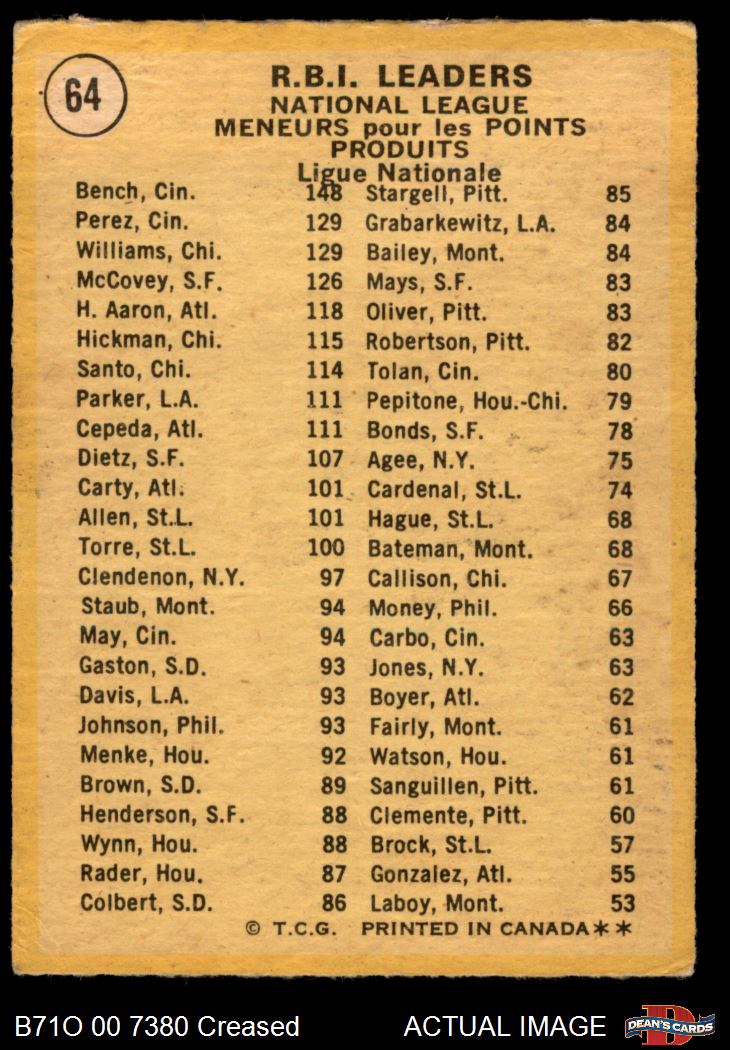 64
R.B.I. LEADERS
NATIONAL LEAGUE
MENEURS pour les POINTS
PRODUITS
Ligue Nationale
Bench, Cin. 148 Stargell, Pitt. 85
Perez, Cin. 129 Grabarkewitz, L.A. 84
Williams, Chi. 129 Bailey, Mont. 84
McCovey, S.F. 126 Mays, S.F. 83
H. Aaron, Atl. 118 Oliver, Pitt. 83
Hickman, Chi. 115 Robertson, Pitt. 82
Santo, Chi. 114 Tolan, Cin. 80
Parker, L.A. 111 Pepitone, Hou.-Chi. 79
Cepeda, Atl. 111 Bonds, S.F. 78
Dietz, S.F. 107 Agee, N.Y. 75
Carty, Atl. 101 Cardenal, St.L. 74
Allen, St.L. 101 Hague, St.L. 68
Torre, St.L. 100 Bateman, Mont. 68
Clendenon, N.Y. 97 Callison, Chi. 67
Staub, Mont. 94 Money, Phil. 66
May, Cin. 94 Carbo, Cin. 63
Gaston, S.D. 93 Jones, N.Y. 63
Davis, L.A. 93 Boyer, Atl. 62
Johnson, Phil. 93 Fairly, Mont. 61
Menke, Hou. 92 Watson, Hou. 61
Brown, S.D. 89 Sanguillen, Pitt. 61
Henderson, S.F. 88 Clemente, Pitt. 60
Wynn, Hou. 88 Brock, St.L. 57
Rader, Hou. 87 Gonzalez, Atl. 55
Colbert, S.D. 86 Laboy, Mont. 53
© T.C.G. PRINTED IN CANADA**
B71O 00 7380 Creased ACTUAL IMAGE D DEAN'S CARDS